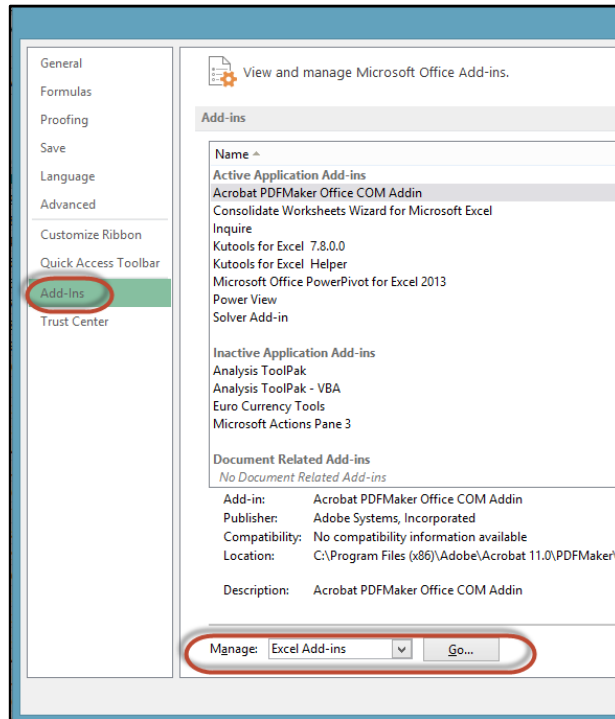 General
Formulas
Proofing
Save
Language
Advanced
Customize Ribbon
Quick Access Toolbar
Add-Ins
Trust Center
View and manage Microsoft Office Add-ins.
Add-ins
Name
Active Application Add-ins
Acrobat PDFMaker Office COM Addin
Consolidate Worksheets Wizard for Microsoft Excel
Inquire
Kutools for Excel 7.8.0.0
Kutools for Excel Helper
Microsoft Office PowerPivot for Excel 2013
Power View
Solver Add-in
Inactive Application Add-ins
Analysis ToolPak
Analysis ToolPak - VBA
Euro Currency Tools
Microsoft Actions Pane 3
Document Related Add-ins
No Document Related Add-ins
Add-in: Acrobat PDFMaker Office COM Addin
Publisher: Adobe Systems, Incorporated
Compatibility: No compatibility information available
Location: C:\Program Files (x86)\Adobe\Acrobat 11.0\PDFMaker\
Description: Acrobat PDFMaker Office COM Addin
Manage: Excel Add-ins Go...